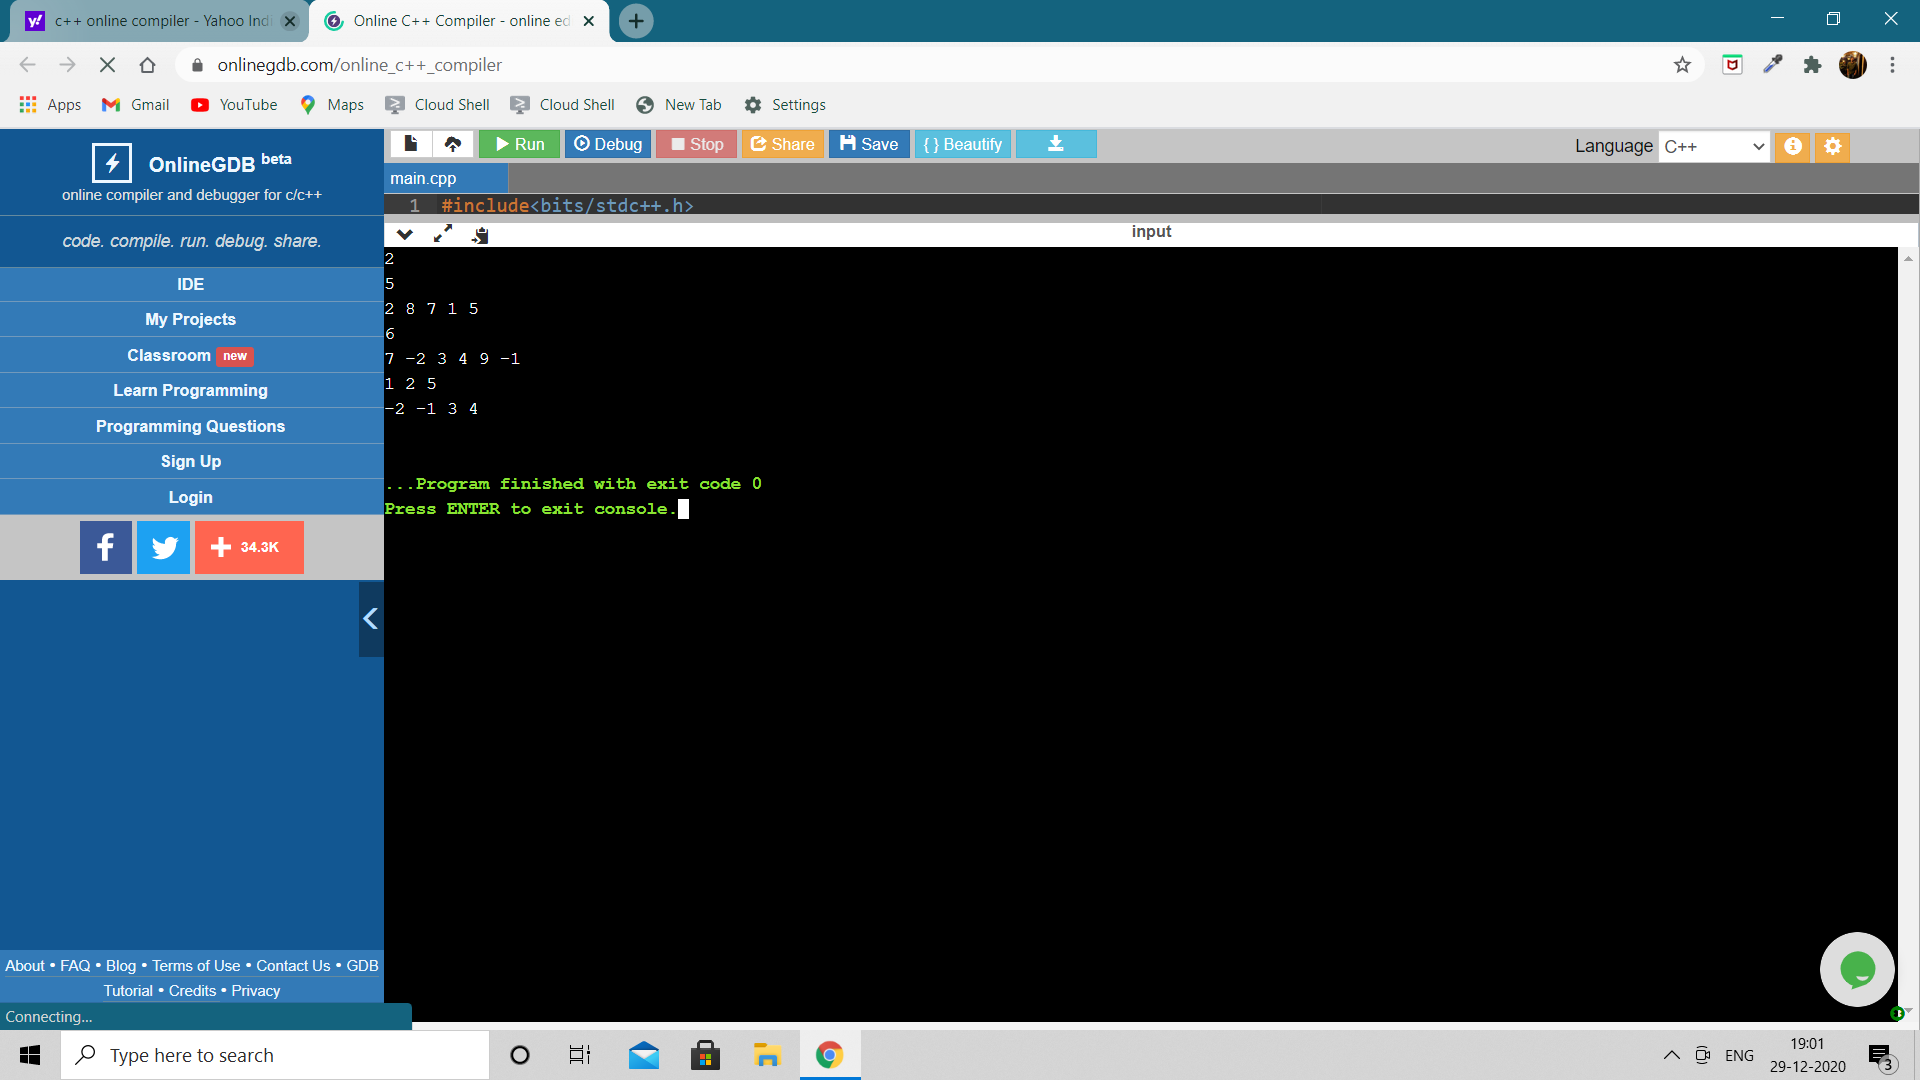 c++ online compiler - Yahoo Indi
Online C++ Compiler - online ed
onlinegdb.com/online_c++_compiler
Apps Gmail YouTube Maps Cloud Shell Cloud Shell New Tab Settings
OnlineGDB beta
online compiler and debugger for c/c++
code. compile. run. debug. share.
IDE
My Projects
Classroom new
Learn Programming
Programming Questions
Sign Up
Login
34.3K
About • FAQ • Blog • Terms of Use • Contact Us • GDB
Tutorial • Credits • Privacy
Connecting...
Run Debug Stop Share Save { } Beautify
Language C++
main.cpp
1 #include<bits/stdc++.h>
input
2
5
2 8 7 1 5
6
7 -2 3 4 9 -1
1 2 5
-2 -1 3 4
...Program finished with exit code 0
Press ENTER to exit console.
Type here to search
ENG
19:01
29-12-2020
3